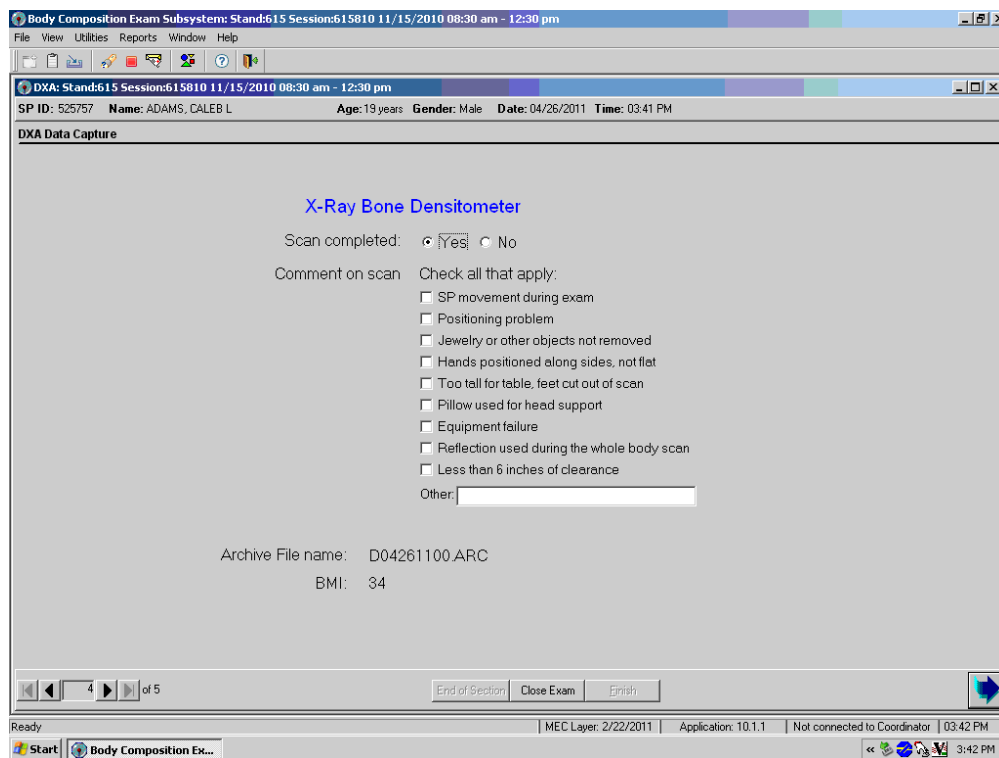 Body Composition Exam Subsystem: Stand:615 Session:615810 11/15/2010 08:30 am - 12:30 pm
File View Utilities Reports Window Help
DXA: Stand:615 Session:615810 11/15/2010 08:30 am - 12:30 pm
SP ID: 525757 Name: ADAMS, CALEB L Age: 19 years Gender: Male Date: 04/26/2011 Time: 03:41 PM
DXA Data Capture
X-Ray Bone Densitometer
Scan completed: Yes No
Comment on scan Check all that apply:
SP movement during exam
Positioning problem
Jewelry or other objects not removed
Hands positioned along sides, not flat
Too tall for table, feet cut out of scan
Pillow used for head support
Equipment failure
Reflection used during the whole body scan
Less than 6 inches of clearance
Other:
Archive File name: D04261100.ARC
BMI: 34
4 of 5 End of Section Close Exam Finish
Ready MEC Layer: 2/22/2011 Application: 10.1.1 Not connected to Coordinator 03:42 PM
Start Body Composition Ex... « 3:42 PM